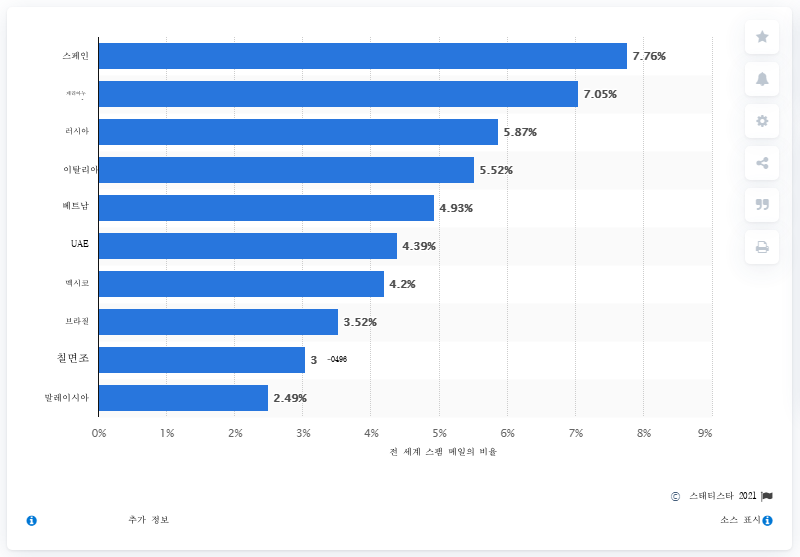 스페인
7.76%
7.05%
러시아
5.87%
이탈리아
5.52%
베트남
4.93%
UAE
4.39%
멕시코
4.2%
브라질
3.52%
칠면조
3 -0496
말레이시아
2.49%
0% 1% 2% 3% 4% 5% 6% 7% 8% 9%
전 세계 스팸 메일의 비율
© 스태티스타 2021
추가 정보
소스 표시